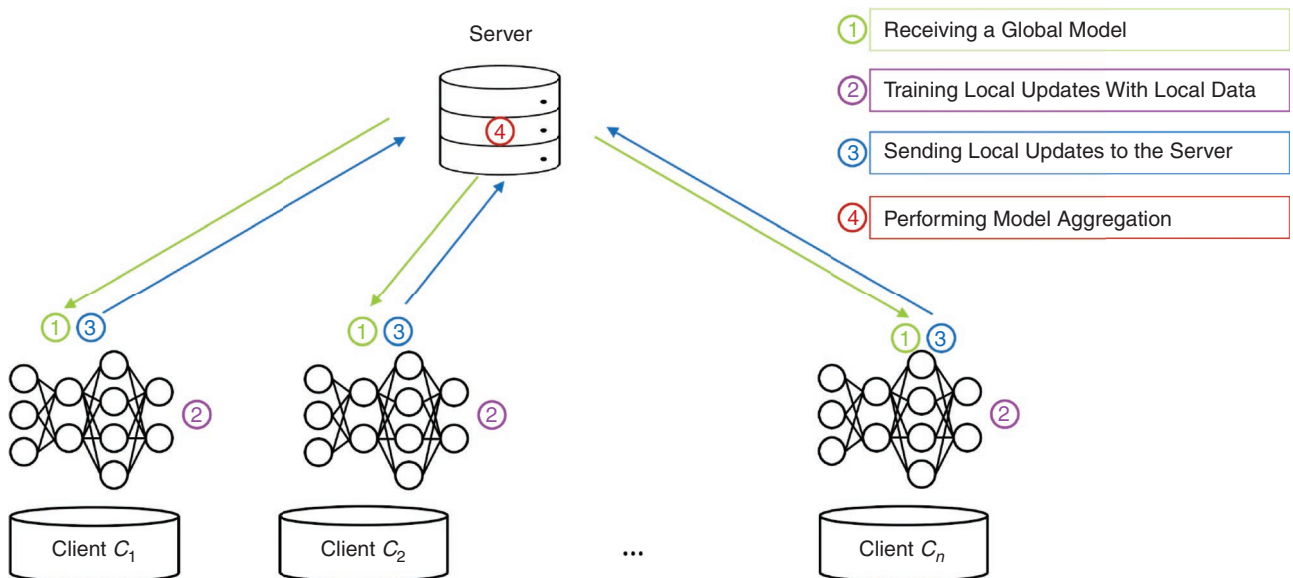 Server
1 Receiving a Global Model
2 Training Local Updates With Local Data
3 Sending Local Updates to the Server
4 Performing Model Aggregation
4
1 3
1 3
1 3
2
2
2
Client C1
Client C2
...
Client Cn